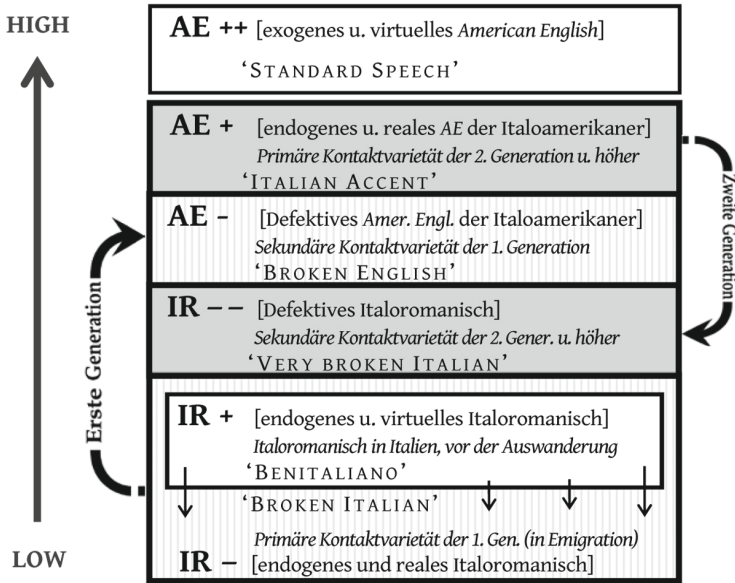 HIGH
AE ++ [exogenes u. virtuelles American English]
‘STANDARD SPEECH’
AE + [endogenes u. reales AE der Italoamerikaner]
Primäre Kontaktvarietät der 2. Generation u. höher
‘ITALIAN ACCENT’
AE - [Defektives Amer. Engl. der Italoamerikaner]
Sekundäre Kontaktvarietät der 1. Generation
‘BROKEN ENGLISH’
IR – – [Defektives Italoromanisch]
Sekundäre Kontaktvarietät der 2. Gener. u. höher
‘VERY BROKEN ITALIAN’
IR + [endogenes u. virtuelles Italoromanisch]
Italoromanisch in Italien, vor der Auswanderung
‘BENITALIANO’
‘BROKEN ITALIAN’
Primäre Kontaktvarietät der 1. Gen. (in Emigration)
IR – [endogenes und reales Italoromanisch]
LOW
Erste Generation
Zweite Generation